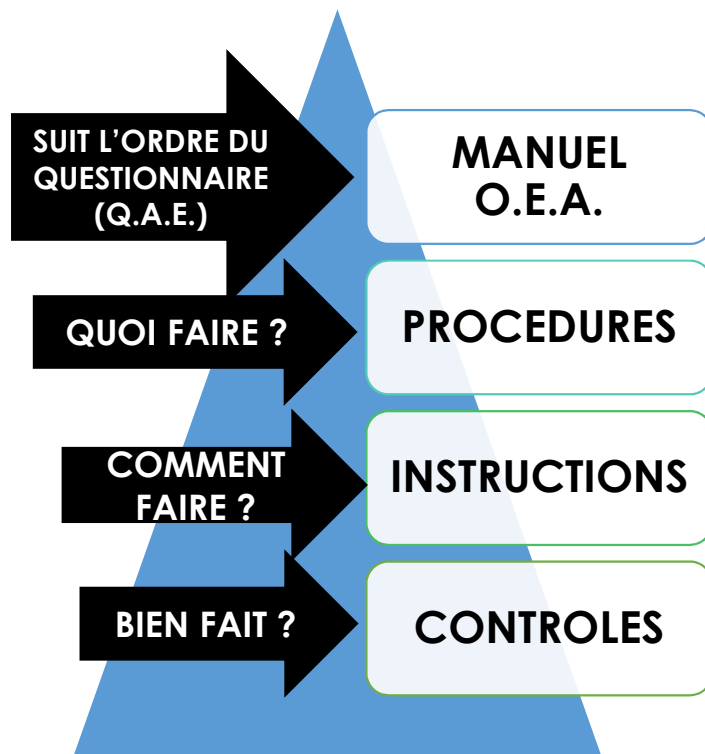 SUIT L’ORDRE DU
QUESTIONNAIRE
(Q.A.E.)
MANUEL
O.E.A.
QUOI FAIRE ?
PROCEDURES
COMMENT
FAIRE ?
INSTRUCTIONS
BIEN FAIT ?
CONTROLES